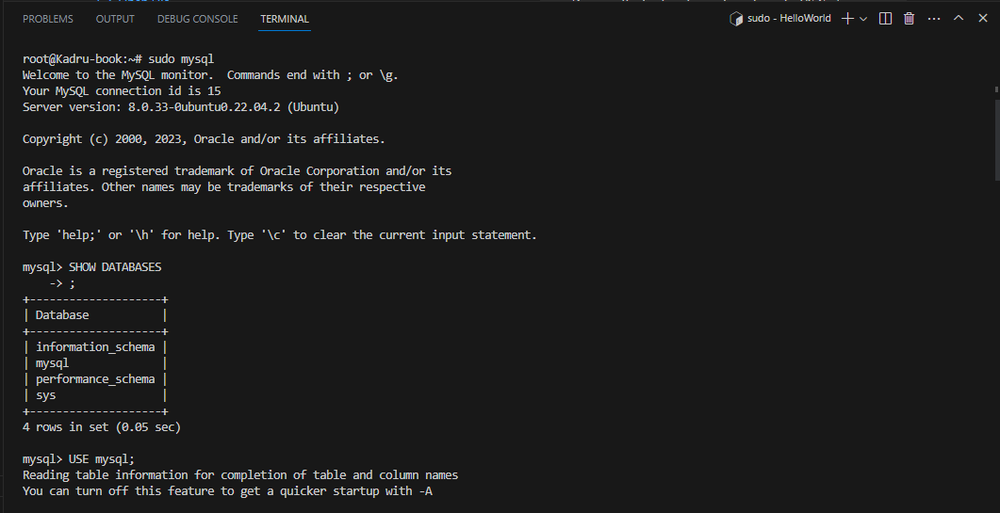 PROBLEMS OUTPUT DEBUG CONSOLE TERMINAL sudo - HelloWorld
root@Kadru-book:~# sudo mysql
Welcome to the MySQL monitor.  Commands end with ; or \g.
Your MySQL connection id is 15
Server version: 8.0.33-0ubuntu0.22.04.2 (Ubuntu)
Copyright (c) 2000, 2023, Oracle and/or its affiliates.
Oracle is a registered trademark of Oracle Corporation and/or its
affiliates. Other names may be trademarks of their respective
owners.
Type 'help;' or '\h' for help. Type '\c' to clear the current input statement.
mysql> SHOW DATABASES
    -> ;
+--------------------+
| Database           |
+--------------------+
| information_schema |
| mysql              |
| performance_schema |
| sys                |
+--------------------+
4 rows in set (0.05 sec)
mysql> USE mysql;
Reading table information for completion of table and column names
You can turn off this feature to get a quicker startup with -A